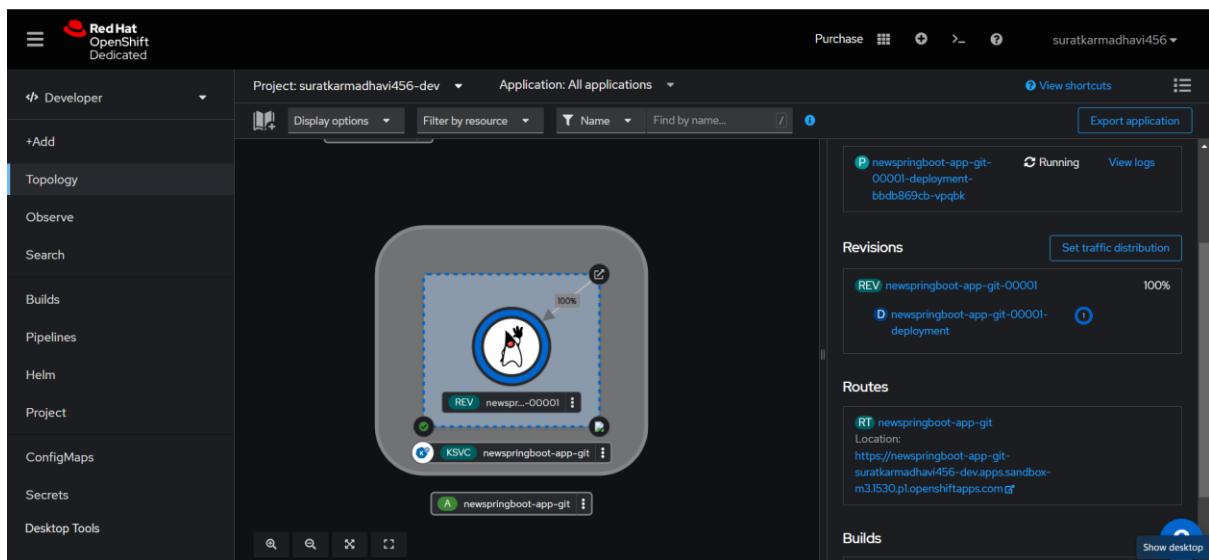 Red Hat
OpenShift
Dedicated
Purchase
suratkarmadhavi456
Developer
Project: suratkarmadhavi456-dev
Application: All applications
View shortcuts
Display options
Filter by resource
Name
Find by name...
/
Export application
+Add
Topology
Observe
Search
Builds
Pipelines
Helm
Project
ConfigMaps
Secrets
Desktop Tools
100%
REV newspr...-00001
KSVC newspringboot-app-git
A newspringboot-app-git
P newspringboot-app-git-
00001-deployment-
bbdb869cb-vpqbk
Running
View logs
Revisions
Set traffic distribution
REV newspringboot-app-git-00001
100%
D newspringboot-app-git-00001-
deployment
1
Routes
RT newspringboot-app-git
Location:
https://newspringboot-app-git-
suratkarmadhavi456-dev.apps.sandbox-
m3.1530.p1.openshiftapps.com
Builds
Show desktop